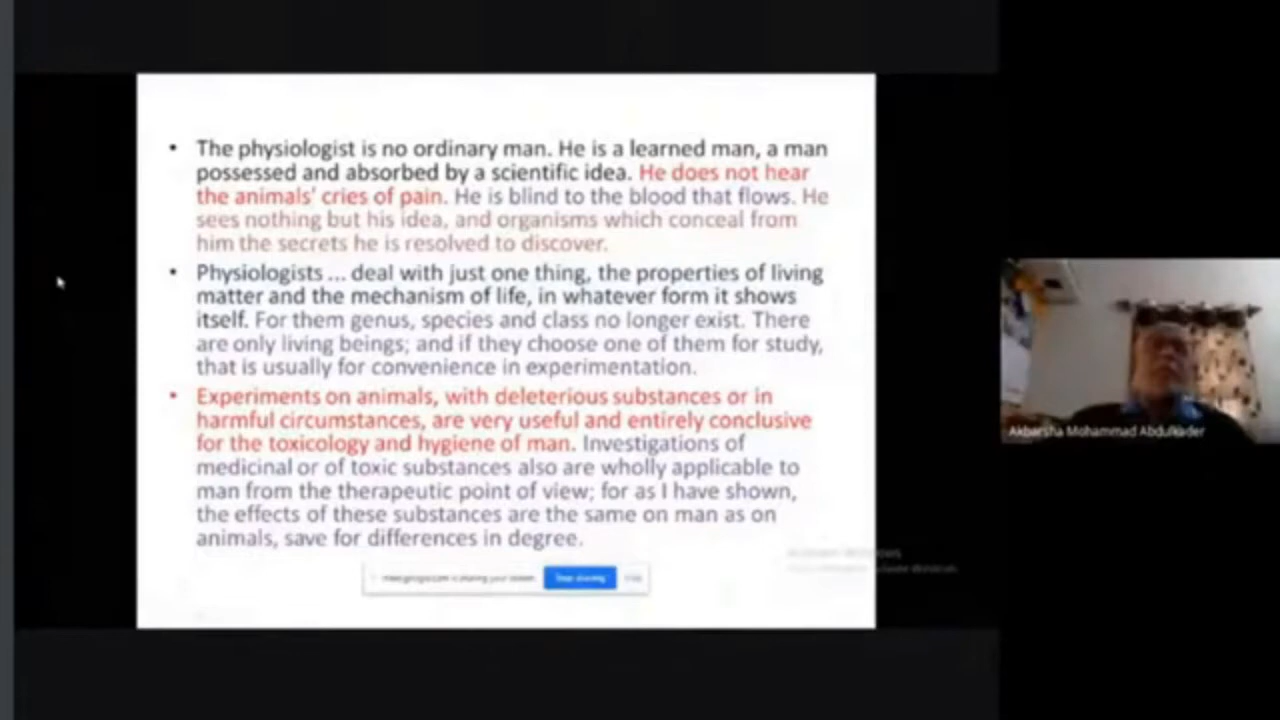 • The physiologist is no ordinary man. He is a learned man, a man
possessed and absorbed by a scientific idea. He does not hear
the animals' cries of pain. He is blind to the blood that flows. He
sees nothing but his idea, and organisms which conceal from
him the secrets he is resolved to discover.
• Physiologists ... deal with just one thing, the properties of living
matter and the mechanism of life, in whatever form it shows
itself. For them genus, species and class no longer exist. There
are only living beings; and if they choose one of them for study,
that is usually for convenience in experimentation.
• Experiments on animals, with deleterious substances or in
harmful circumstances, are very useful and entirely conclusive
for the toxicology and hygiene of man. Investigations of
medicinal or of toxic substances also are wholly applicable to
man from the therapeutic point of view; for as I have shown,
the effects of these substances are the same on man as on
animals, save for differences in degree.
is sharing your screen. Stop sharing
Akbarsha Mohammad Abdulkader